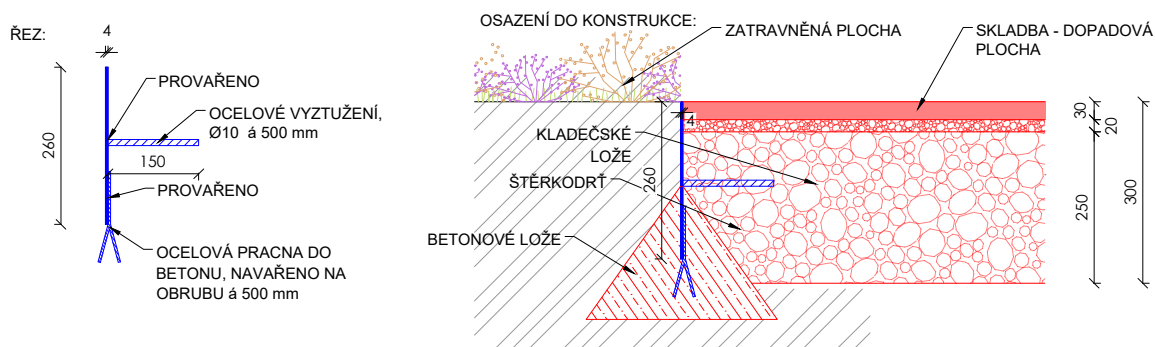 ŘEZ:
4
PROVAŘENO
OCELOVÉ VYZTUŽENÍ,
Ø10 á 500 mm
260
150
PROVAŘENO
OCELOVÁ PRACNA DO
BETONU, NAVAŘENO NA
OBRUBU á 500 mm
OSAZENÍ DO KONSTRUKCE:
ZATRAVNĚNÁ PLOCHA
SKLADBA - DOPADOVÁ
PLOCHA
4
KLADEČSKÉ
LOŽE
260
ŠTĚRKODRŤ
BETONOVÉ LOŽE
30
20
250
300